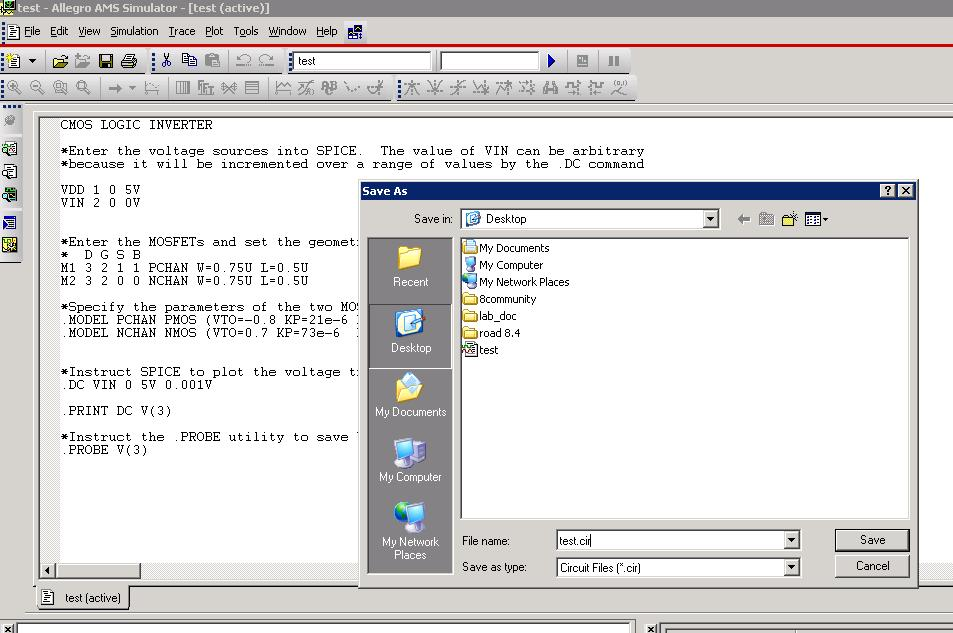 test - Allegro AMS Simulator - [test (active)]
File Edit View Simulation Trace Plot Tools Window Help
test
CMOS LOGIC INVERTER
*Enter the voltage sources into SPICE. The value of VIN can be arbitrary
*because it will be incremented over a range of values by the .DC command
VDD 1 0 5V
VIN 2 0 0V
*Enter the MOSFETs and set the geomet
* D G S B
M1 3 2 1 1 PCHAN W=0.75U L=0.5U
M2 3 2 0 0 NCHAN W=0.75U L=0.5U
*Specify the parameters of the two MO
.MODEL PCHAN PMOS (VTO=-0.8 KP=21e-6
.MODEL NCHAN NMOS (VTO=0.7 KP=73e-6
*Instruct SPICE to plot the voltage t
.DC VIN 0 5V 0.001V
.PRINT DC V(3)
*Instruct the .PROBE utility to save
.PROBE V(3)
test (active)
Save As
Save in: Desktop
Recent
Desktop
My Documents
My Computer
My Network
Places
My Documents
My Computer
My Network Places
8community
lab_doc
road 8.4
test
File name: test.cir
Save
Save as type: Circuit Files (*.cir)
Cancel